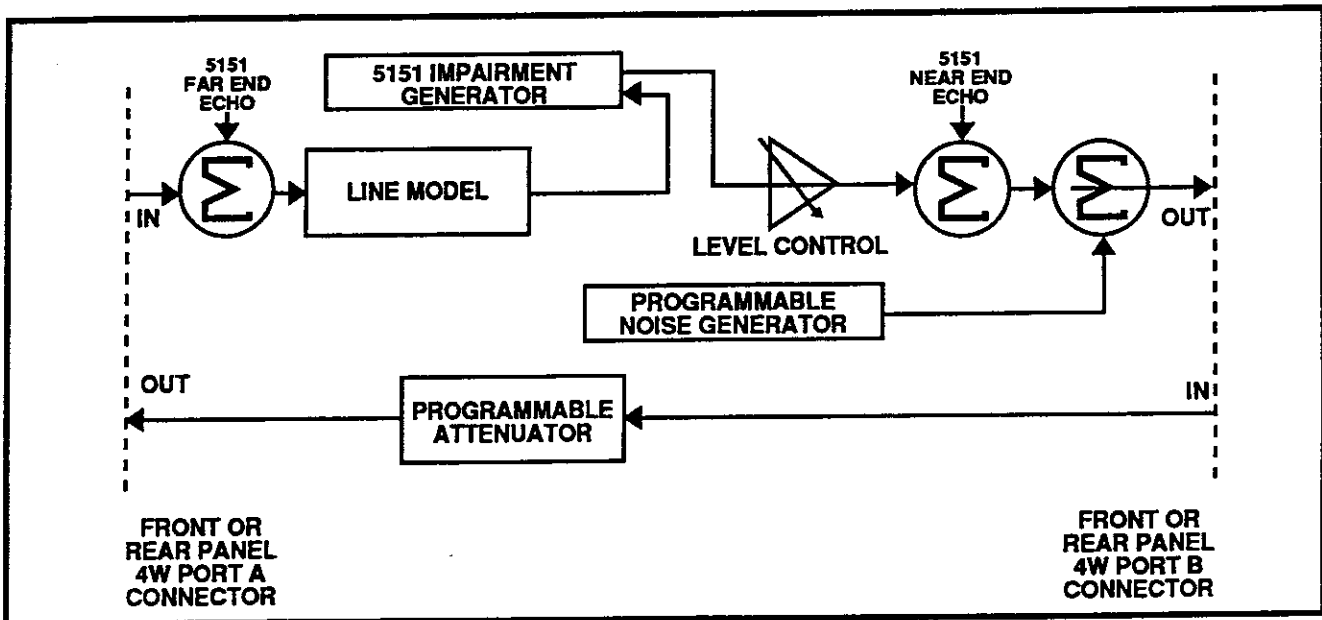 5151
FAR END
ECHO
5151 IMPAIRMENT
GENERATOR
5151
NEAR END
ECHO
IN
Σ
LINE MODEL
LEVEL CONTROL
Σ
Σ
OUT
PROGRAMMABLE
NOISE GENERATOR
OUT
PROGRAMMABLE
ATTENUATOR
IN
FRONT OR
REAR PANEL
4W PORT A
CONNECTOR
FRONT OR
REAR PANEL
4W PORT B
CONNECTOR